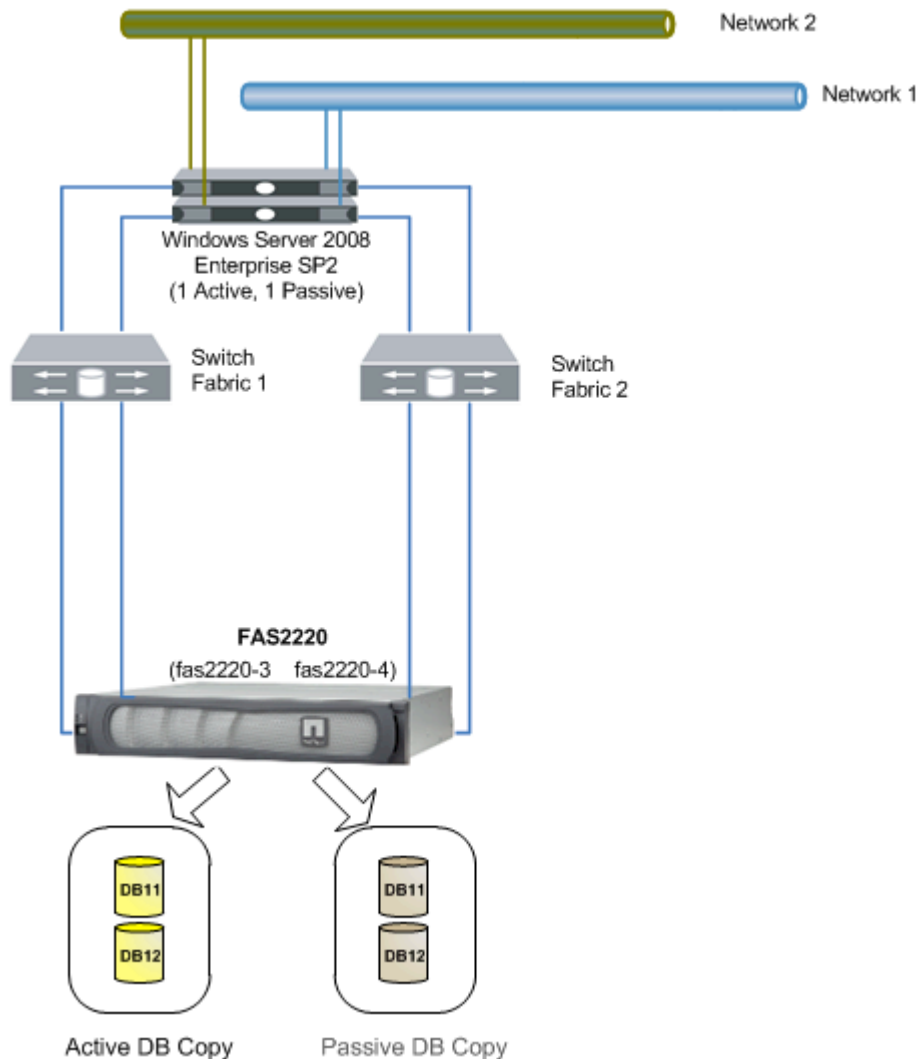 Network 2
Network 1
Windows Server 2008
Enterprise SP2
(1 Active, 1 Passive)
Switch
Fabric 1
Switch
Fabric 2
FAS2220
(fas2220-3 fas2220-4)
DB11
DB12
DB11
DB12
Active DB Copy
Passive DB Copy